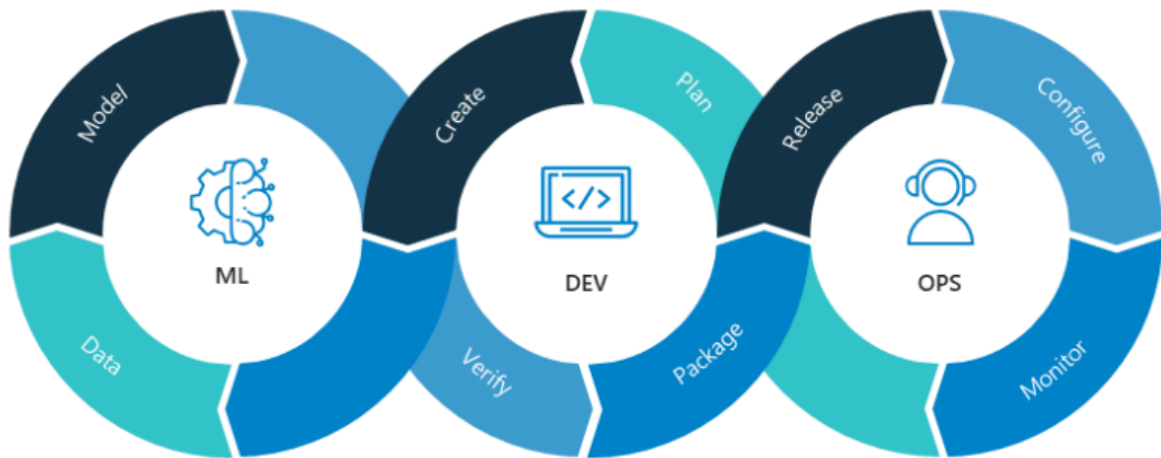 Model
Create
Plan
Release
Configure
ML
DEV
OPS
Data
Verify
Package
Monitor